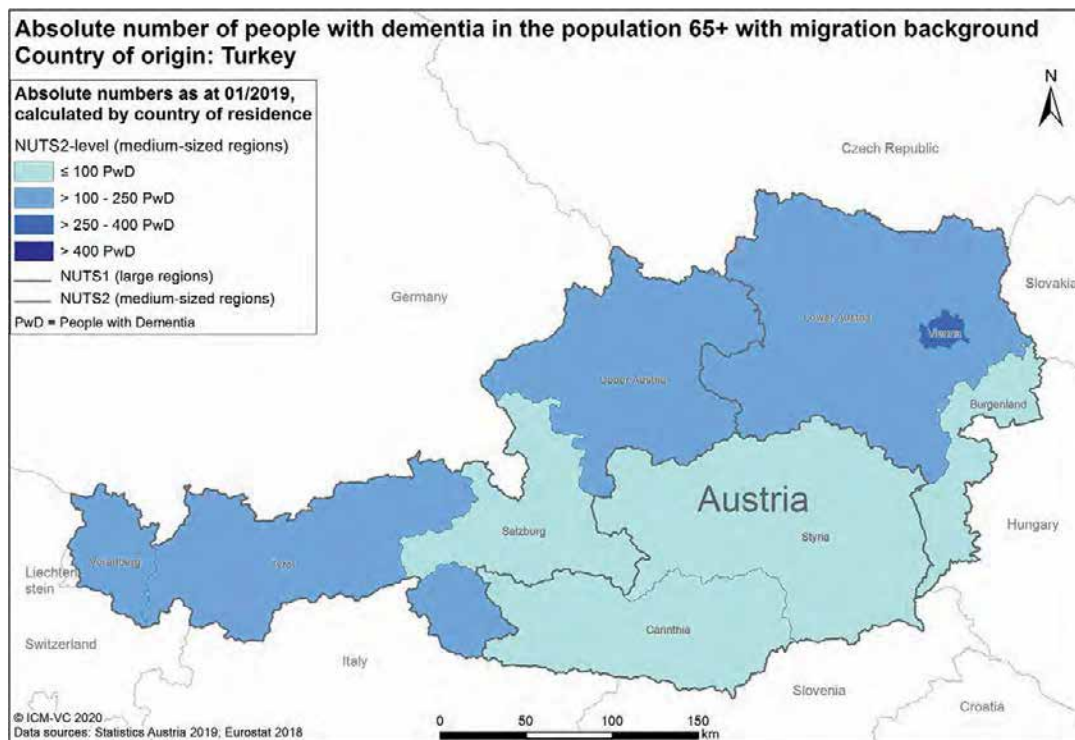 Absolute number of people with dementia in the population 65+ with migration background
Country of origin: Turkey
Absolute numbers as at 01/2019,
calculated by country of residence
NUTS2-level (medium-sized regions)
≤ 100 PwD
> 100 - 250 PwD
> 250 - 400 PwD
> 400 PwD
NUTS1 (large regions)
NUTS2 (medium-sized regions)
PwD = People with Dementia
N
Czech Republic
Slovakia
Germany
Lower Austria
Vienna
Upper Austria
Burgenland
Austria
Salzburg
Styria
Hungary
Vorarlberg
Tyrol
Liechten
stein
Carinthia
Switzerland
Italy
Slovenia
Croatia
© ICM-VC 2020
Data sources: Statistics Austria 2019; Eurostat 2018
0 50 100 150 200
km